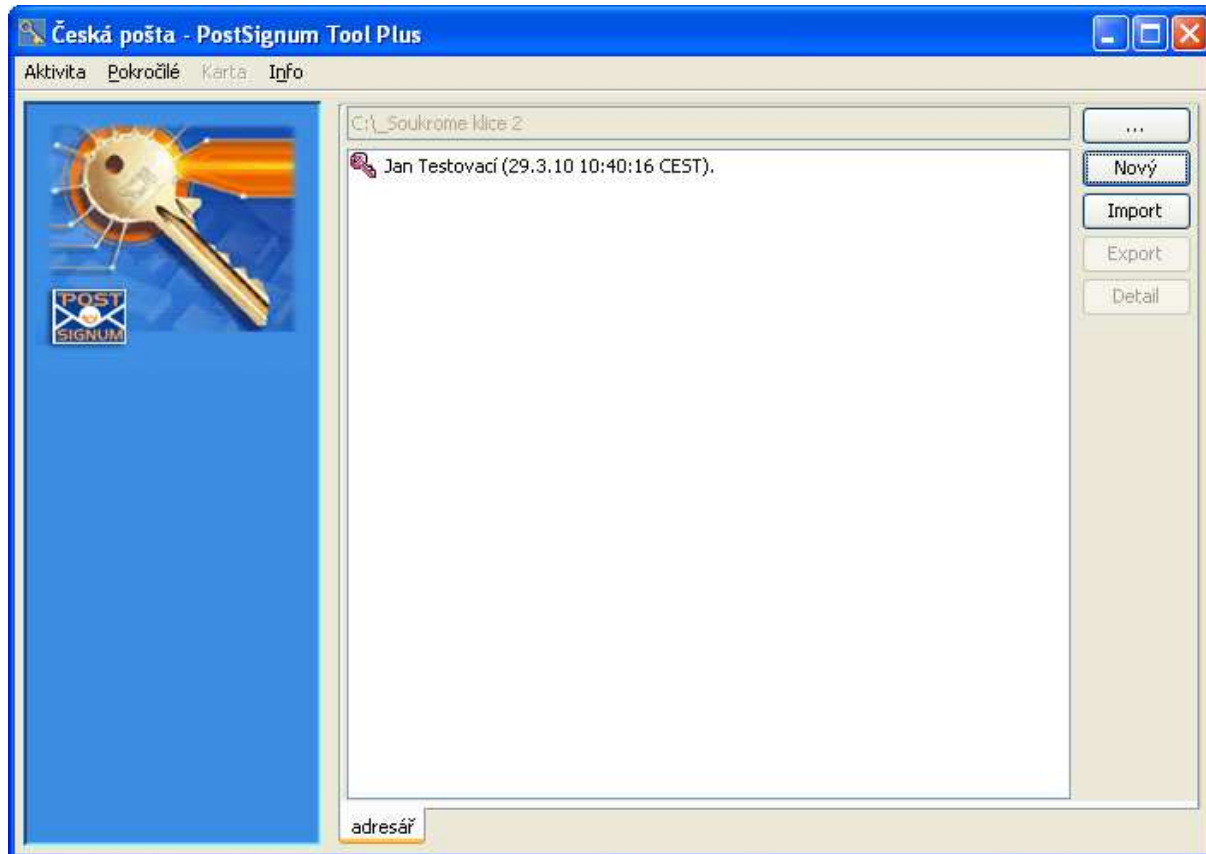 Česká pošta - PostSignum Tool Plus
Aktivita Pokročilé Karta Info
C:\_Soukrome klice 2
...
Jan Testovací (29.3.10 10:40:16 CEST).
Nový
Import
Export
Detail
POST
SIGNUM
adresář